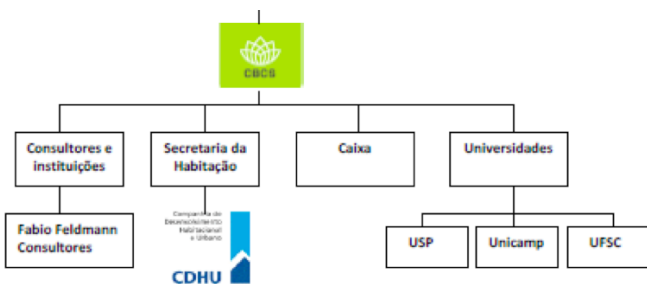 CBCS
Consultores e
instituições
Secretaria da
Habitação
Caixa
Universidades
Fabio Feldmann
Consultores
Companhia de
Desenvolvimento
Habitacional
e Urbano
CDHU
USP
Unicamp
UFSC